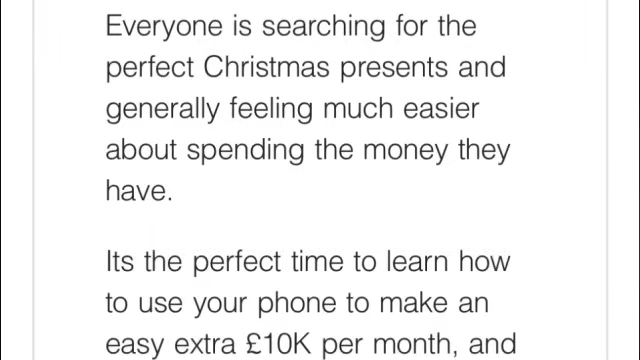 Everyone is searching for the
perfect Christmas presents and
generally feeling much easier
about spending the money they
have.
Its the perfect time to learn how
to use your phone to make an
easy extra £10K per month, and